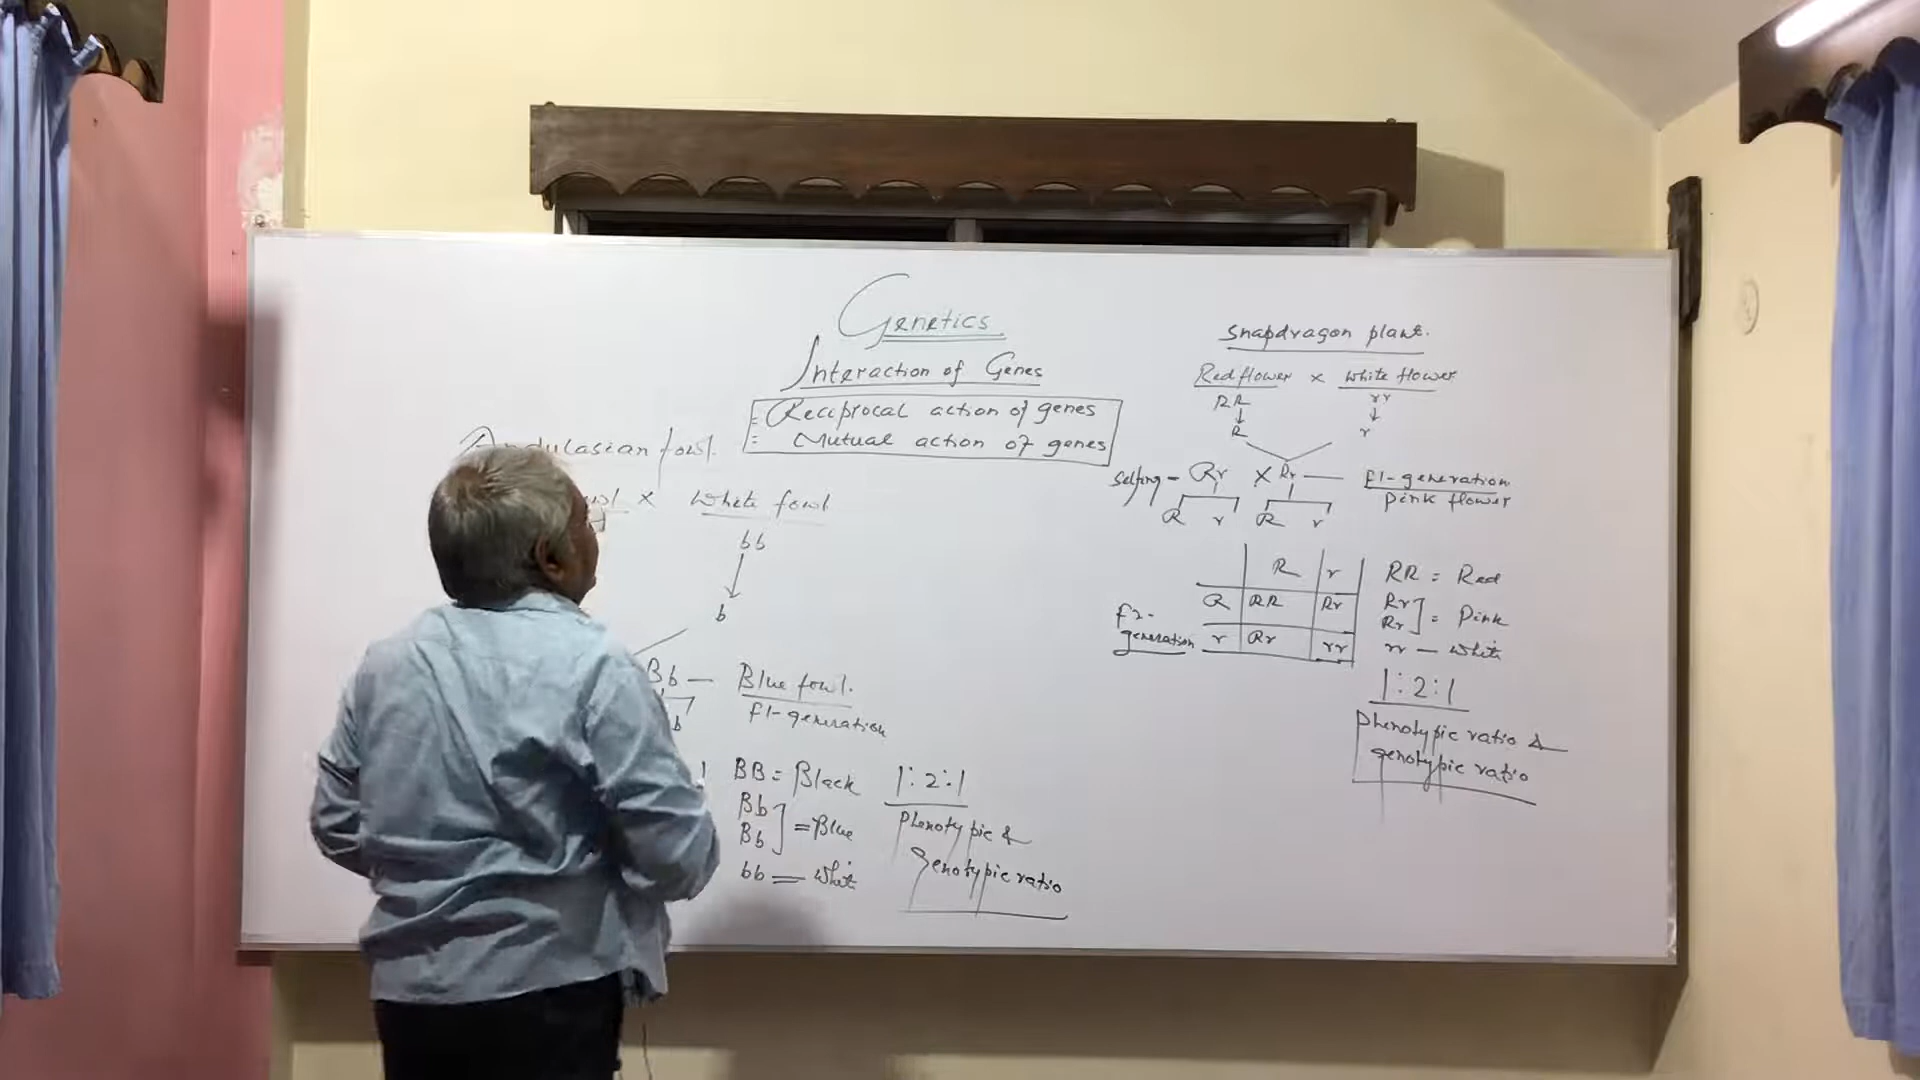 Genetics
Interaction of Genes
= Reciprocal action of genes
= Mutual action of genes
fowl.
x White fowl
bb
b
Bb — Blue fowl.
F1-generation
b
BB = Black
Bb
Bb ] = Blue
bb = White
1:2:1
Phenotypic &
genotypic ratio
Snapdragon plant.
Red flower x White flower
RR rr
R r
Selfing - Rr X Rr — F1-generation
Pink flower
R r R r
R r
R RR Rr
F2-
generation r Rr rr
RR = Red
Rr
Rr ] = Pink
rr — White
1:2:1
Phenotypic ratio &
genotypic ratio